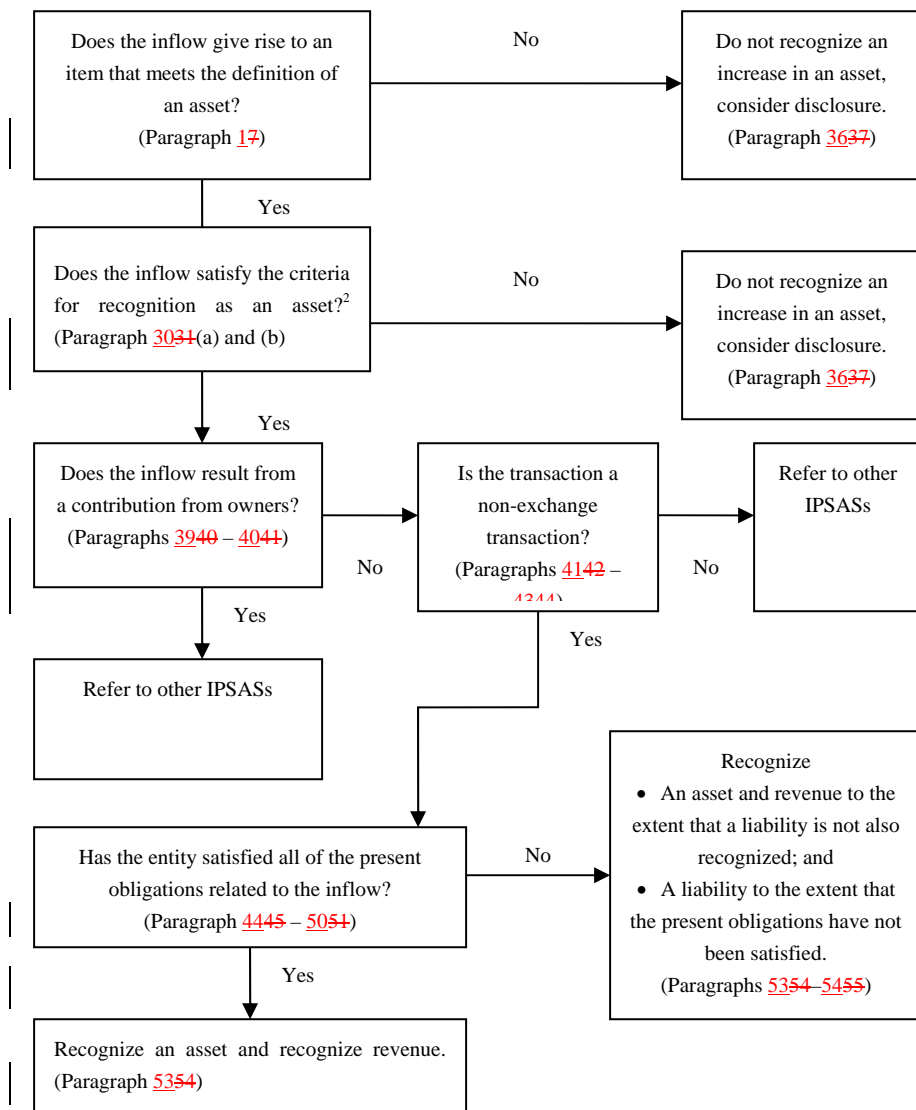 Does the inflow give rise to an
item that meets the definition of
an asset?
(Paragraph 17)
No
Do not recognize an
increase in an asset,
consider disclosure.
(Paragraph 3637)
Yes
Does the inflow satisfy the criteria
for recognition as an asset?2
(Paragraph 3031(a) and (b)
No
Do not recognize an
increase in an asset,
consider disclosure.
(Paragraph 3637)
Yes
Does the inflow result from
a contribution from owners?
(Paragraphs 3940 – 4041)
No
Is the transaction a
non-exchange
transaction?
(Paragraphs 4142 –
4344)
No
Refer to other
IPSASs
Yes
Refer to other IPSASs
Yes
Has the entity satisfied all of the present
obligations related to the inflow?
(Paragraph 4445 – 5051)
No
Recognize
• An asset and revenue to the
extent that a liability is not also
recognized; and
• A liability to the extent that
the present obligations have not
been satisfied.
(Paragraphs 5354–5455)
Yes
Recognize an asset and recognize revenue.
(Paragraph 5354)